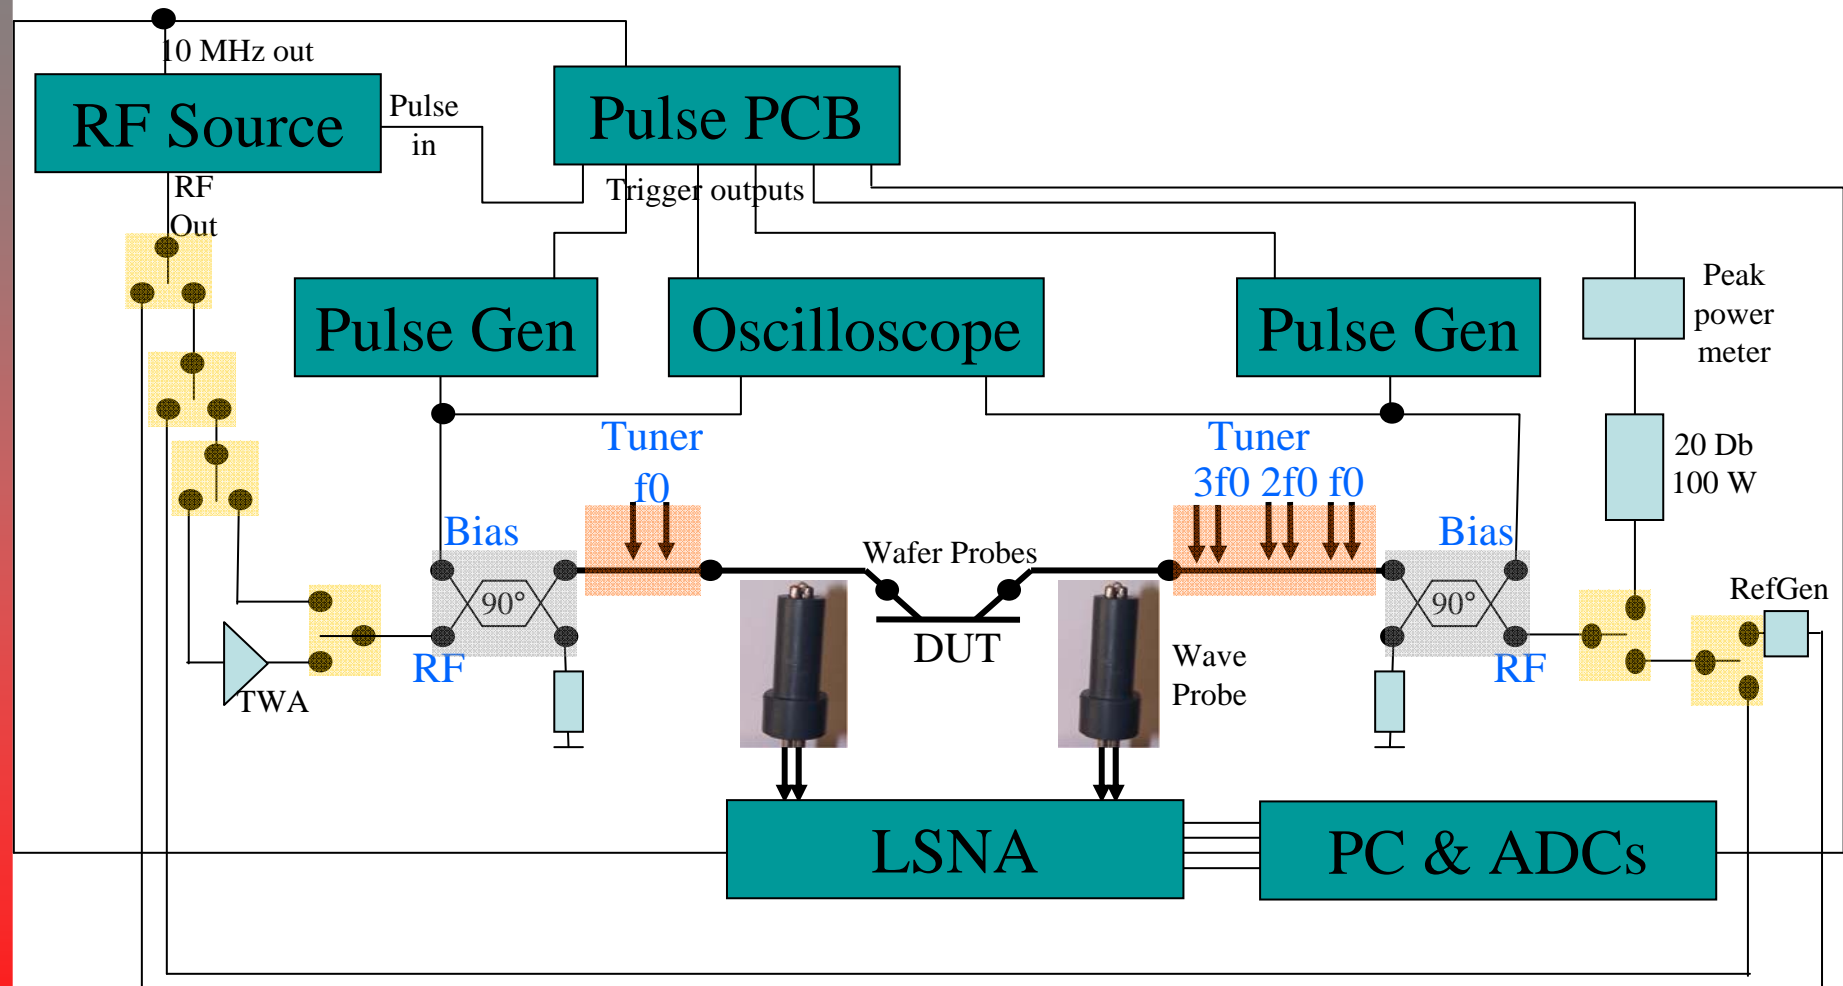 10 MHz out
RF Source
Pulse
in
Pulse PCB
RF
Out
Trigger outputs
Pulse Gen
Oscilloscope
Pulse Gen
Peak
power
meter
Tuner
f0
Tuner
3f0 2f0 f0
20 Db
100 W
Bias
90°
RF
TWA
Wafer Probes
DUT
Wave
Probe
Bias
90°
RF
RefGen
LSNA
PC & ADCs